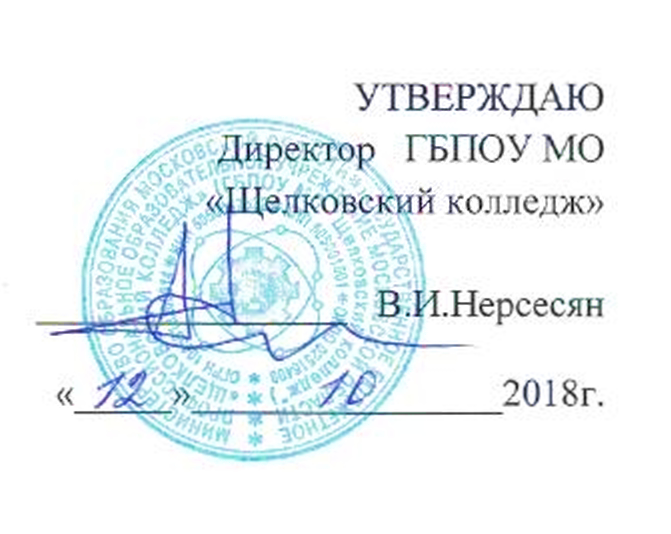 УТВЕРЖДАЮ
Директор ГБПОУ МО
«Щелковский колледж»
В.И.Нерсесян
«12» 10 2018г.